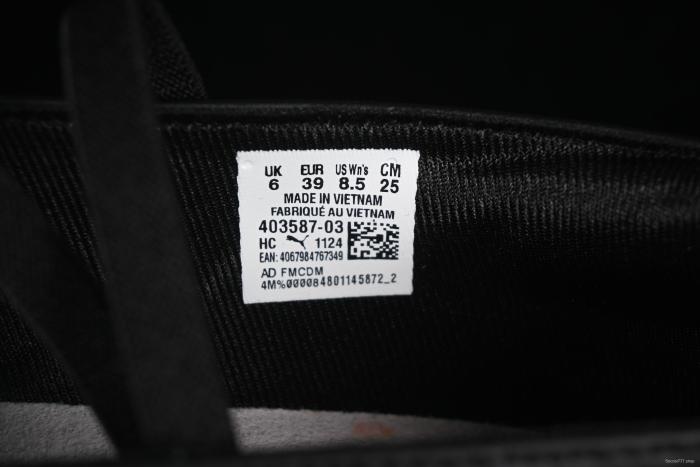 UK EUR US Wn's CM
6 39 8.5 25
MADE IN VIETNAM
FABRIQUÉ AU VIETNAM
403587-03
HC 1124
EAN: 4067984767349
AD FMCDM
4M%000084801145872_2